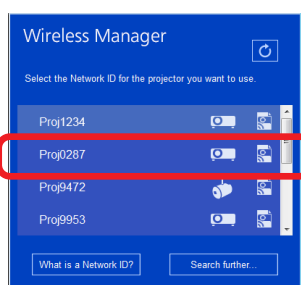 Wireless Manager
Select the Network ID for the projector you want to use.
Proj1234
Proj0287
Proj9472
Proj9953
What is a Network ID?
Search further...